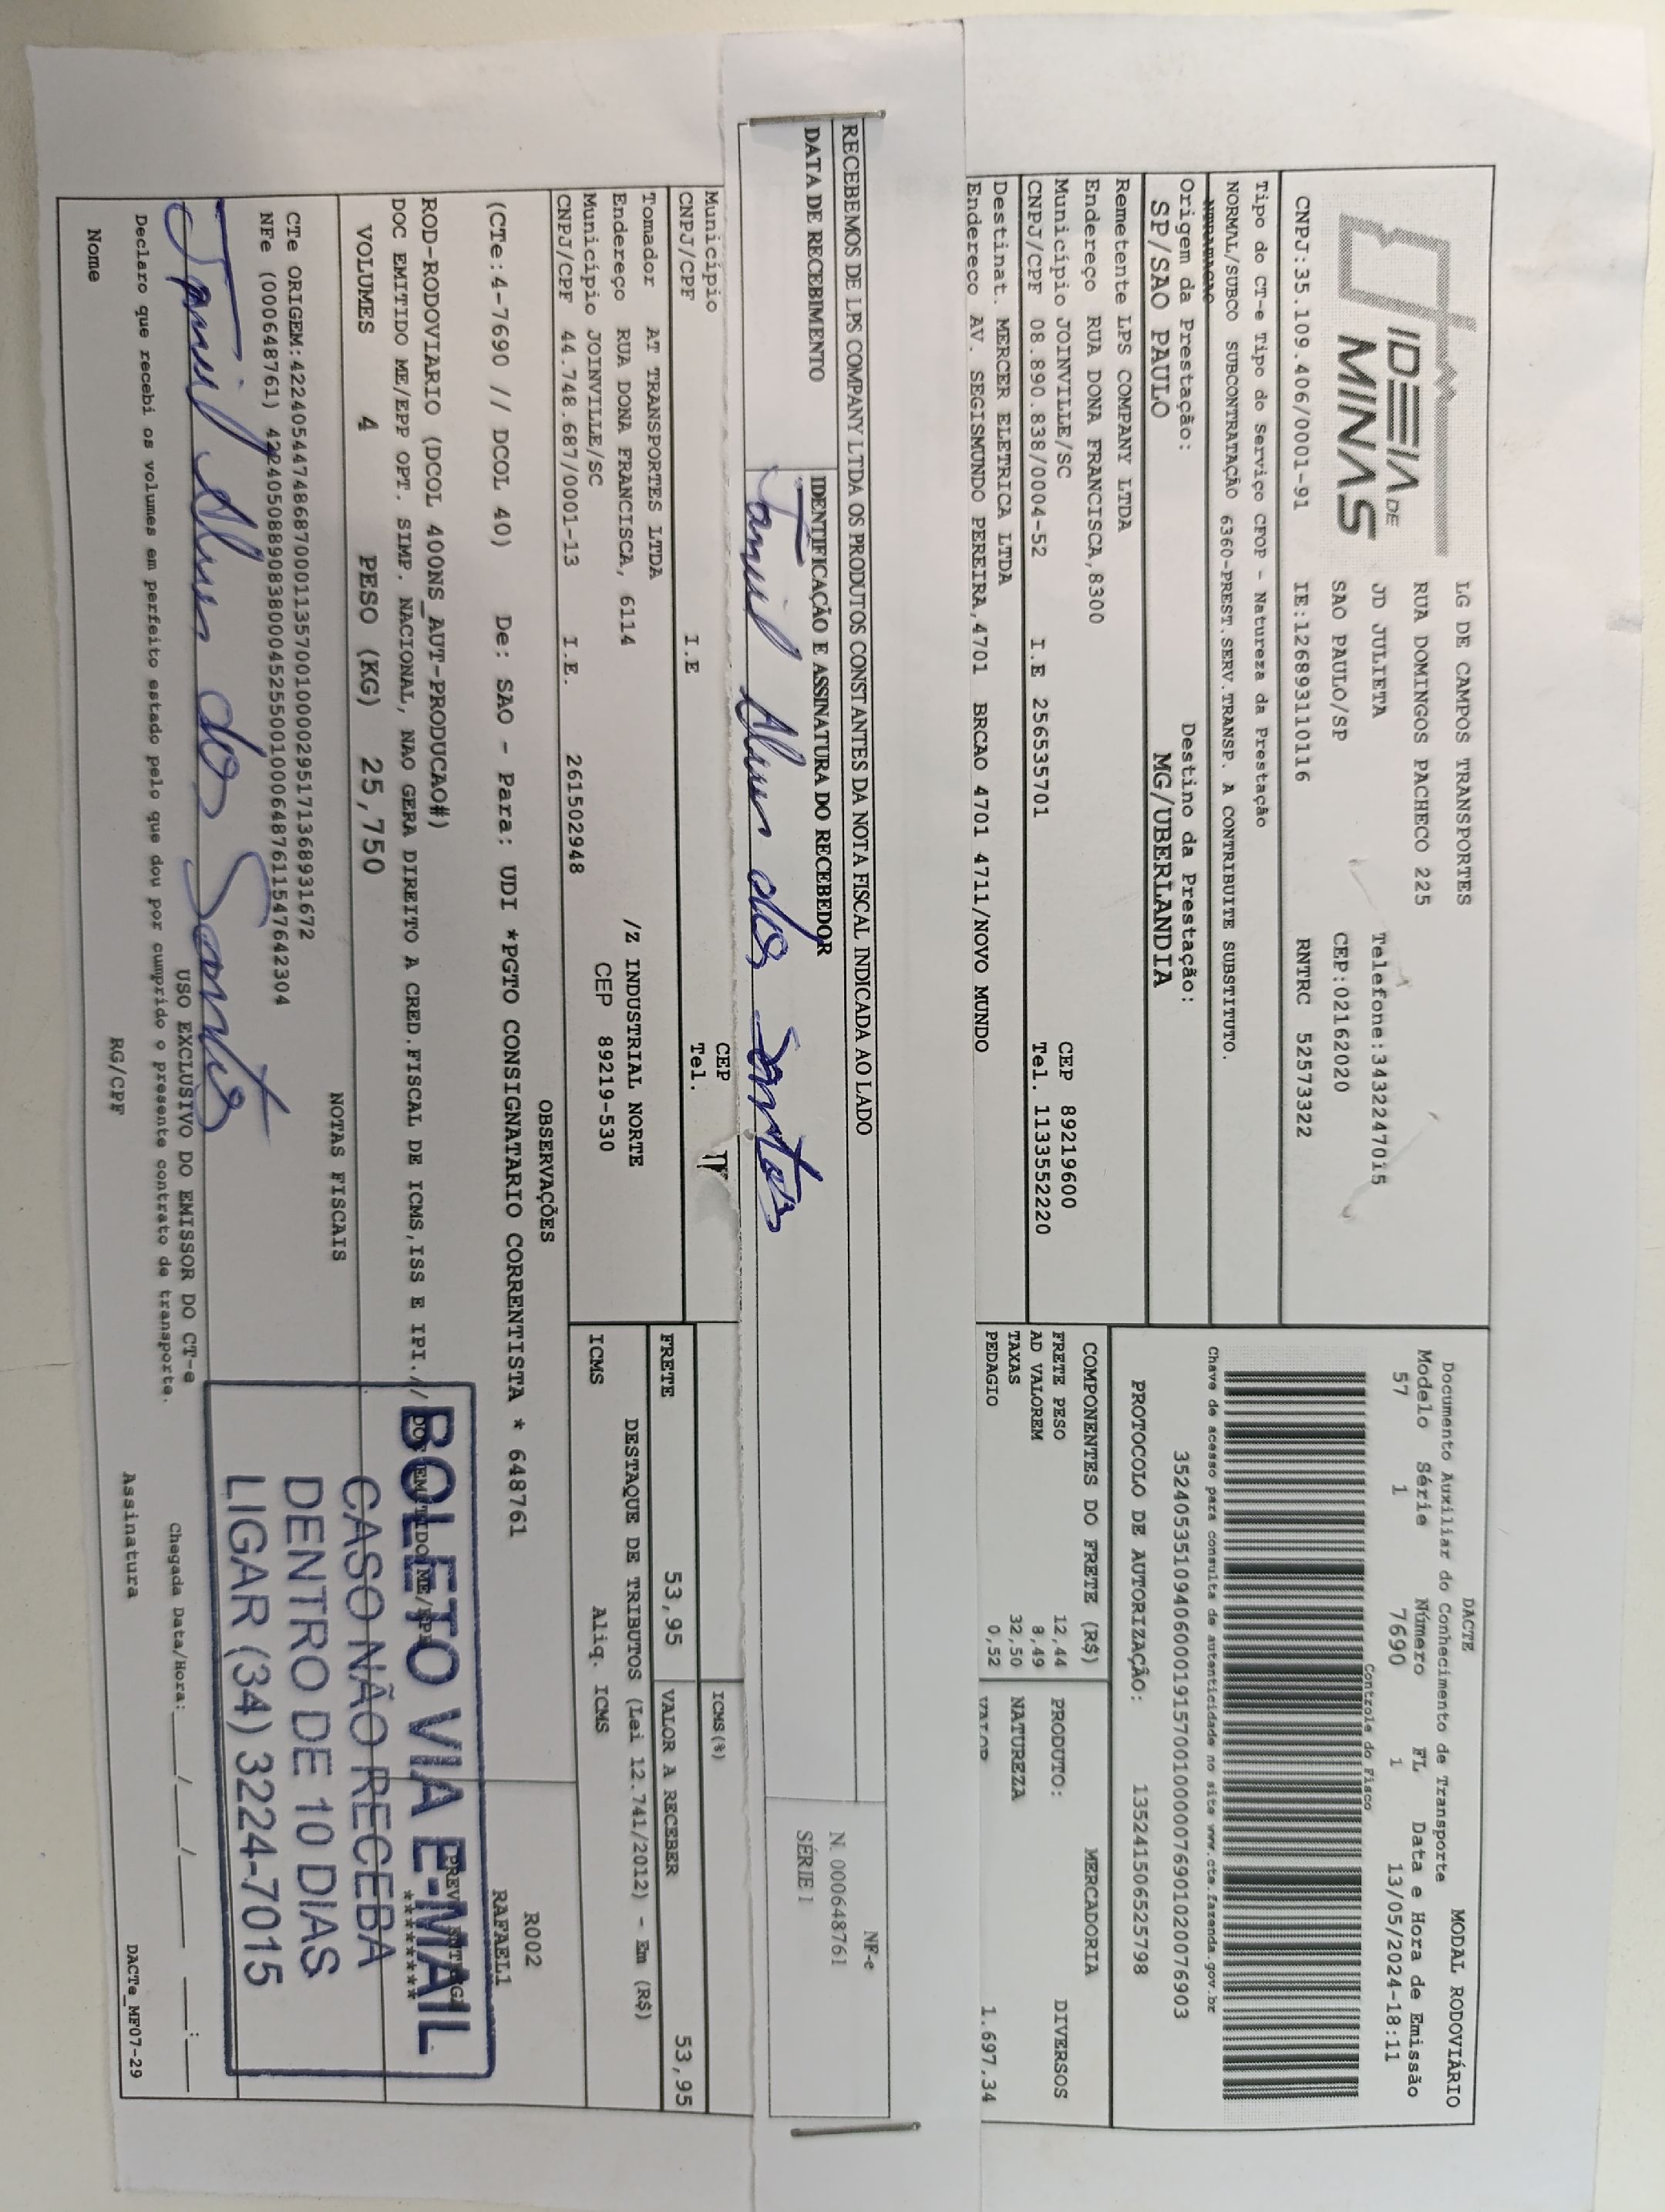 IDEIA DE
MINAS
LG DE CAMPOS TRANSPORTES
RUA DOMINGOS PACHECO 225
JD JULIETA Telefone:3432247015
SAO PAULO/SP CEP:02162020
CNPJ:35.109.406/0001-91 IE:126893110116 RNTRC 52573322
DACTE MODAL RODOVIÁRIO
Documento Auxiliar do Conhecimento de Transporte
Modelo Série Número FL Data e Hora de Emissão
57 1 7690 1 13/05/2024-18:11
Controle do Fisco
Chave de acesso para consulta de autenticidade no site www.cte.fazenda.gov.br
35240535109406000191570010000076901020076903
PROTOCOLO DE AUTORIZAÇÃO: 135241506525798
Tipo do CT-e Tipo do Serviço CFOP - Natureza da Prestação
NORMAL/SUBCO SUBCONTRATAÇÃO 6360-PREST.SERV.TRANSP. A CONTRIBUITE SUBSTITUTO.
Origem da Prestação: Destino da Prestação:
SP/SAO PAULO MG/UBERLANDIA
Remetente LPS COMPANY LTDA
Endereço RUA DONA FRANCISCA,8300
Município JOINVILLE/SC CEP 89219600
CNPJ/CPF 08.890.838/0004-52 I.E 256535701 Tel. 1133552220
Destinat. MERCER ELETRICA LTDA
Endereco AV. SEGISMUNDO PEREIRA,4701 BRCAO 4701 4711/NOVO MUNDO
COMPONENTES DO FRETE (R$)
FRETE PESO 12,44
AD VALOREM 8,49
TAXAS 32,50
PEDAGIO 0,52
MERCADORIA
PRODUTO: DIVERSOS
NATUREZA
VALOR 1.697,34
RECEBEMOS DE LPS COMPANY LTDA OS PRODUTOS CONSTANTES DA NOTA FISCAL INDICADA AO LADO
DATA DE RECEBIMENTO IDENTIFICAÇÃO E ASSINATURA DO RECEBEDOR
dos Santos
NF-e
N. 000648761
SÉRIE 1
Município CEP
CNPJ/CPF I.E Tel.
ICMS(%)
Tomador AT TRANSPORTES LTDA
Endereço RUA DONA FRANCISCA, 6114 /Z INDUSTRIAL NORTE
Município JOINVILLE/SC CEP 89219-530
CNPJ/CPF 44.748.687/0001-13 I.E. 261502948
FRETE 53,95 VALOR A RECEBER 53,95
DESTAQUE DE TRIBUTOS (Lei 12.741/2012) - Em (R$)
ICMS Aliq. ICMS
OBSERVAÇÕES
(CTe:4-7690 // DCOL 40) De: SAO - Para: UDI *PGTO CONSIGNATARIO CORRENTISTA * 648761
R002
RAFAEL1
ROD-RODOVIARIO (DCOL 400NS_AUT-PRODUCAO#)
DOC EMITIDO ME/EPP OPT. SIMP. NACIONAL, NAO GERA DIREITO A CRED.FISCAL DE ICMS,ISS E IPI.// DOC EMITIDO ME/EPP
********
VOLUMES 4 PESO (KG) 25,750
NOTAS FISCAIS
CTe ORIGEM:42240544748687000113570010000295171368931672
NFe (000648761) 42240508890838000452550010006487611547642304
dos Santos
USO EXCLUSIVO DO EMISSOR DO CT-e
Declaro que recebi os volumes em perfeito estado pelo que dou por cumprido o presente contrato de transporte.
Chegada Data/Hora:____/____/______ ____:____
Nome RG/CPF Assinatura
DACTe_MF07-29
BOLETO VIA E-MAIL
CASO NÃO RECEBA
DENTRO DE 10 DIAS
LIGAR (34) 3224-7015